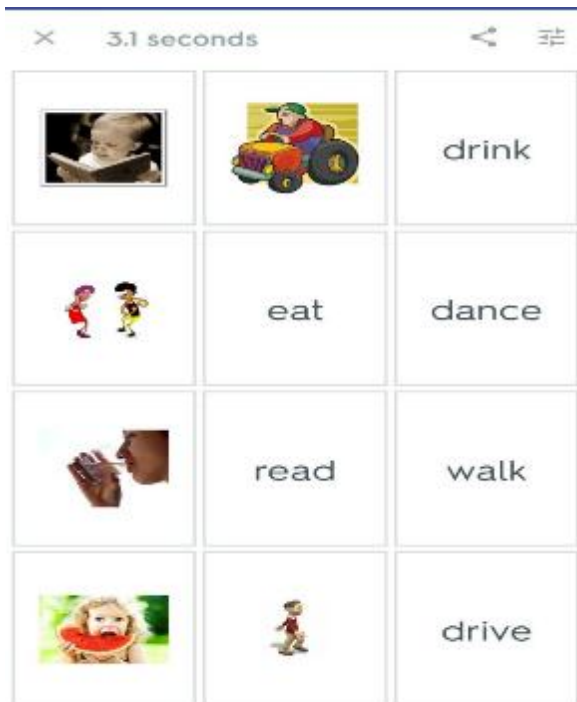 3.1 seconds
drink
eat
dance
read
walk
drive